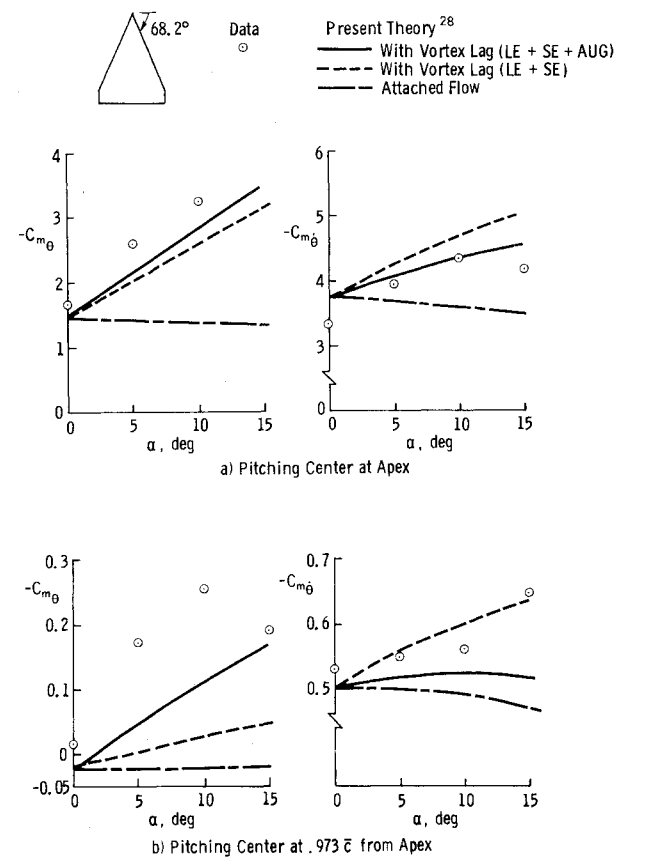 68.2°
Data
Present Theory 28
With Vortex Lag (LE + SE + AUG)
With Vortex Lag (LE + SE)
Attached Flow
4
3
2
1
0
-Cmθ
0 5 10 15
α, deg
6
5
4
3
0
-Cmθ̇
0 5 10 15
α, deg
a) Pitching Center at Apex
0.3
0.2
0.1
0
-0.05
-Cmθ
0 5 10 15
α, deg
0.7
0.6
0.5
-Cmθ̇
0 5 10 15
α, deg
b) Pitching Center at .973 c̄ from Apex